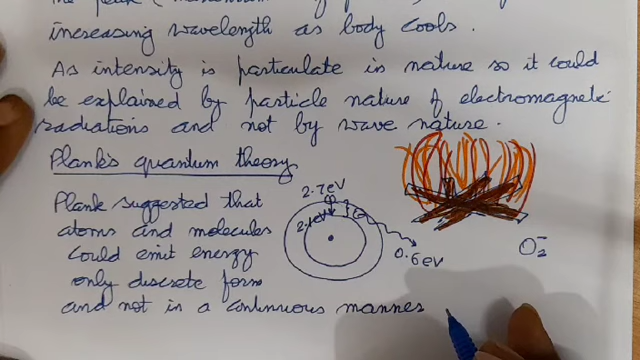 increasing wavelength as body cools.
As intensity is particulate in nature so it could
be explained by particle nature of electromagnetic
radiations and not by wave nature.
Plank's quantum theory
Plank suggested that
atoms and molecules
could emit energy
only discrete form
and not in a continuous manner
2.7eV
0.6eV
O₂⁻